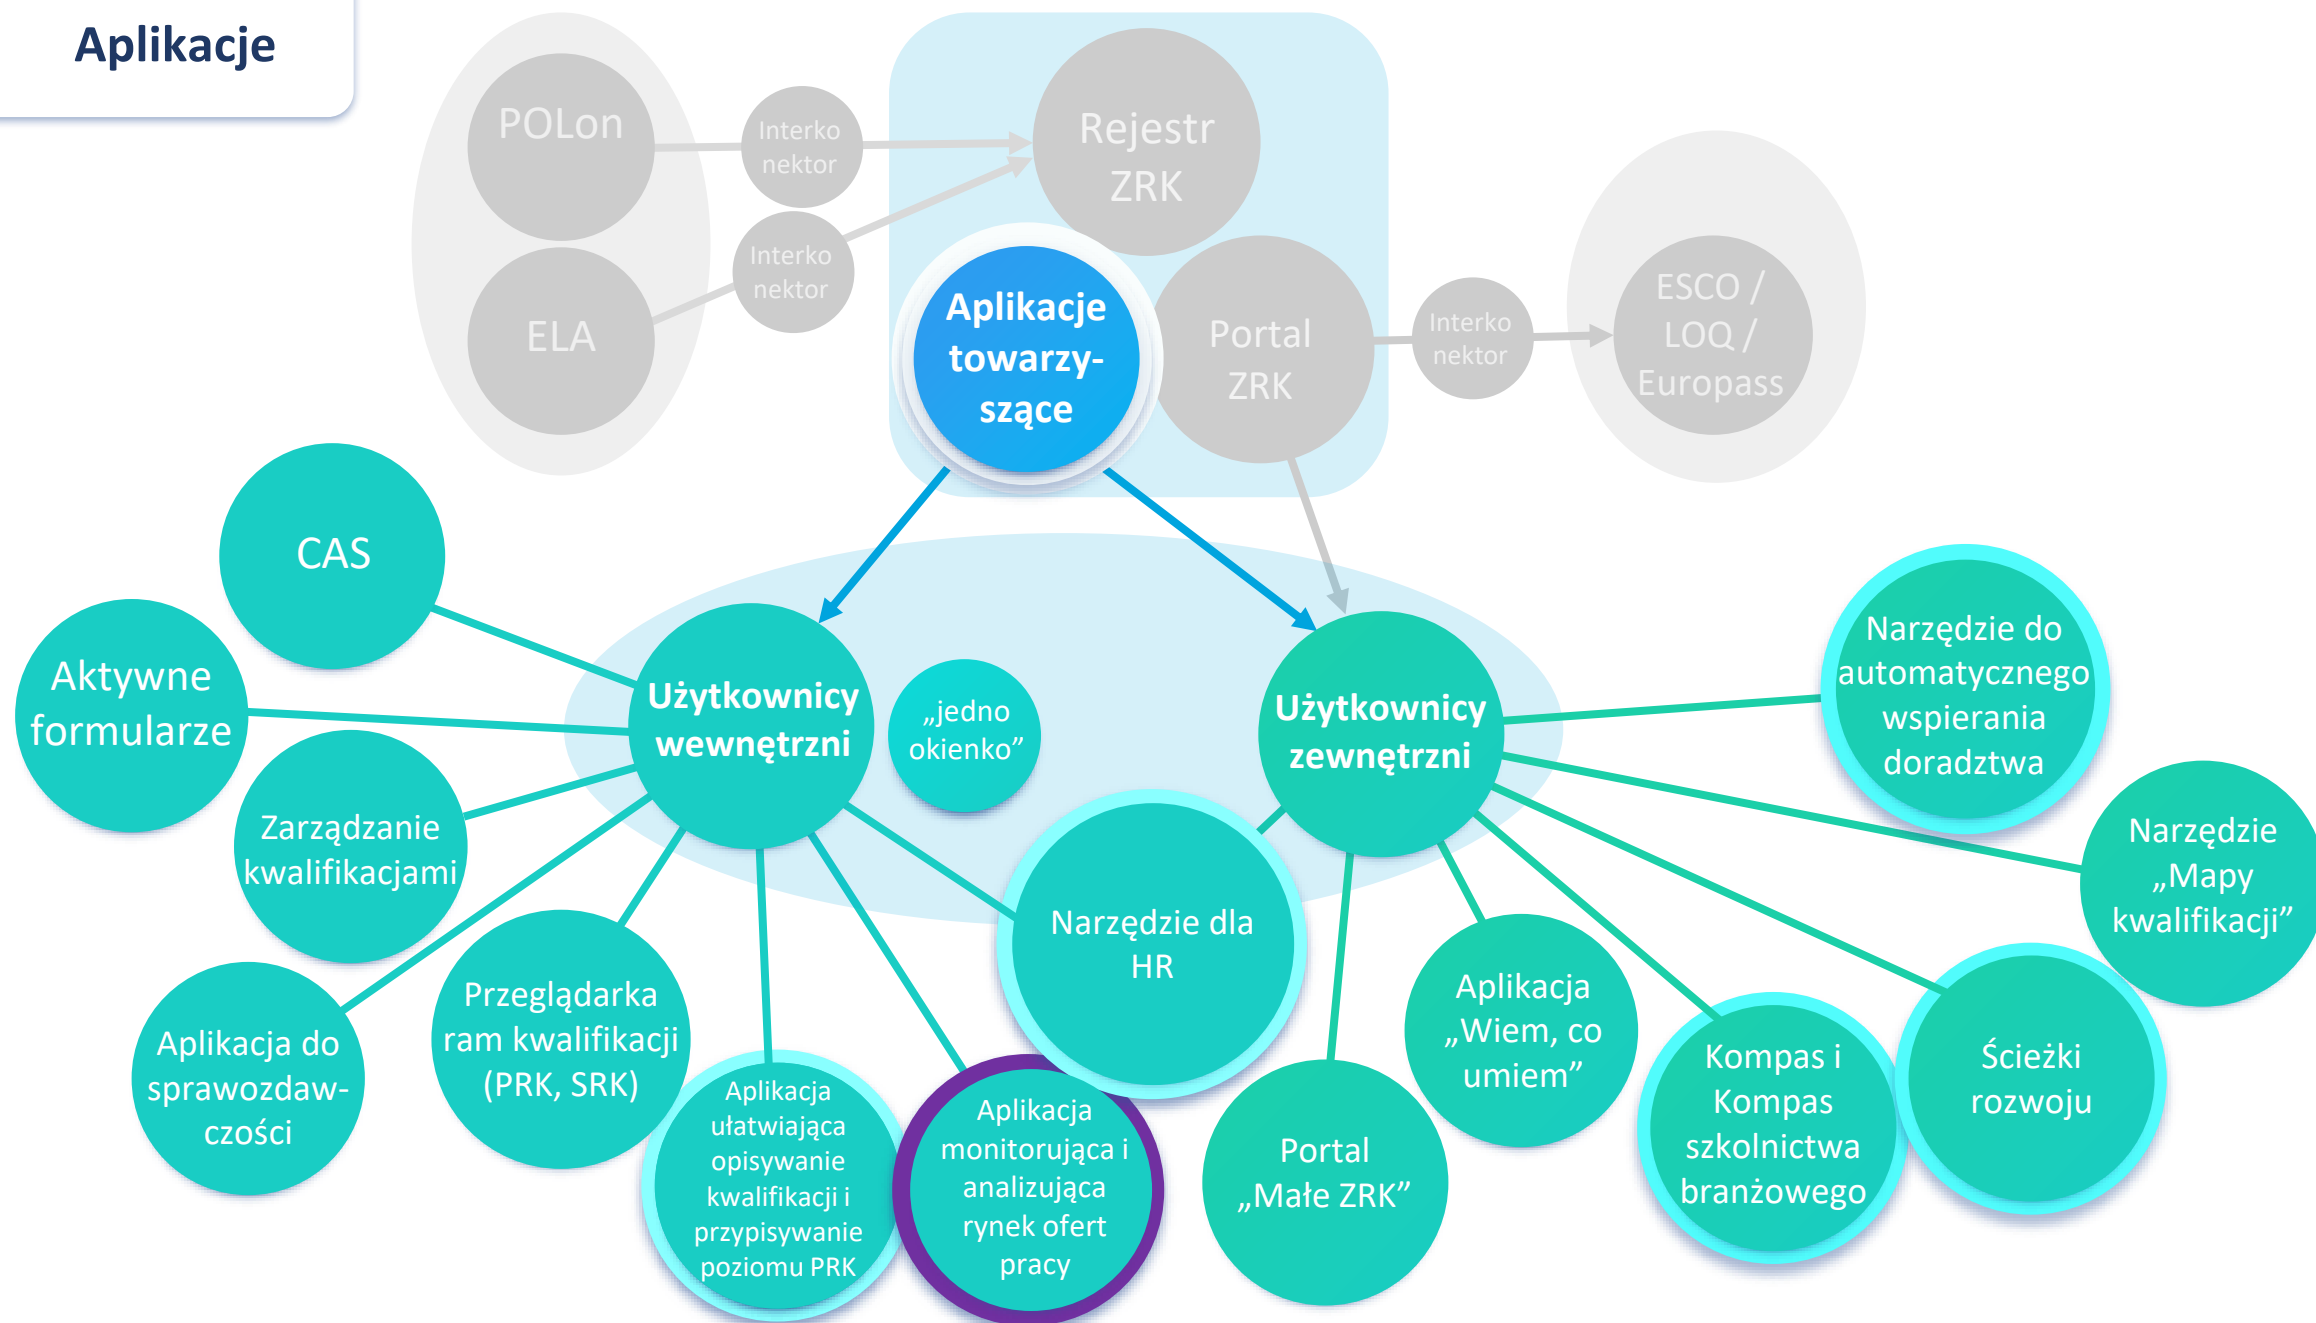 Aplikacje
POLon
Interko
nektor
Rejestr
ZRK
Interko
nektor
ELA
Aplikacje
towarzy-
szące
Portal
ZRK
Interko
nektor
ESCO /
LOQ /
Europass
CAS
Aktywne
formularze
Zarządzanie
kwalifikacjami
Aplikacja do
sprawozdaw-
czości
Przeglądarka
ram kwalifikacji
(PRK, SRK)
Aplikacja
ułatwiająca
opisywanie
kwalifikacji i
przypisywanie
poziomu PRK
Aplikacja
monitorująca i
analizująca
rynek ofert
pracy
Użytkownicy
wewnętrzni
„jedno
okienko”
Użytkownicy
zewnętrzni
Narzędzie dla
HR
Portal
„Małe ZRK”
Aplikacja
„Wiem, co
umiem”
Kompas i
Kompas
szkolnictwa
branżowego
Ścieżki
rozwoju
Narzędzie
„Mapy
kwalifikacji”
Narzędzie do
automatycznego
wspierania
doradztwa